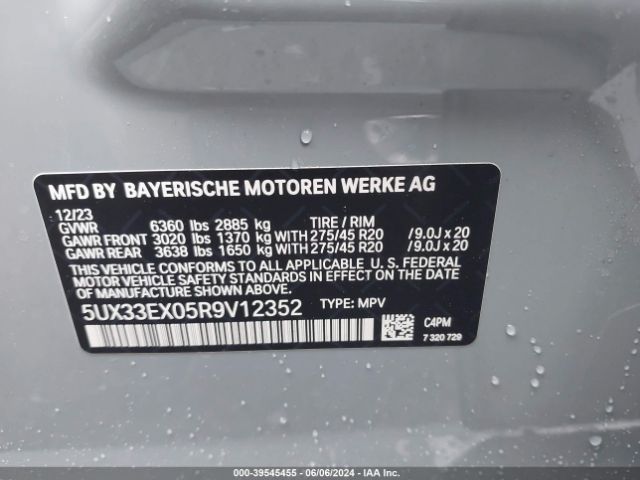 MFD BY BAYERISCHE MOTOREN WERKE AG
12/23
GVWR 6360 lbs 2885 kg TIRE / RIM
GAWR FRONT 3020 lbs 1370 kg WITH 275/45 R20 /9.0J x 20
GAWR REAR 3638 lbs 1650 kg WITH 275/45 R20 /9.0J x 20
THIS VEHICLE CONFORMS TO ALL APPLICABLE U. S. FEDERAL
MOTOR VEHICLE SAFETY STANDARDS IN EFFECT ON THE DATE
OF MANUFACTURE SHOWN ABOVE.
5UX33EX05R9V12352 TYPE: MPV
C4PM
7 320 729
000-39545455 - 06/06/2024 - IAA Inc.